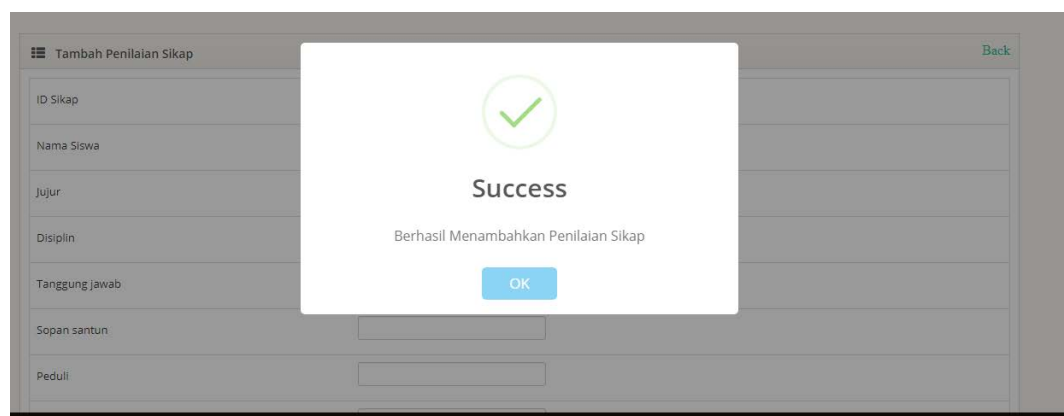 Tambah Penilaian Sikap
Back
ID Sikap
Nama Siswa
Jujur
Disiplin
Tanggung jawab
Sopan santun
Peduli
Success
Berhasil Menambahkan Penilaian Sikap
OK